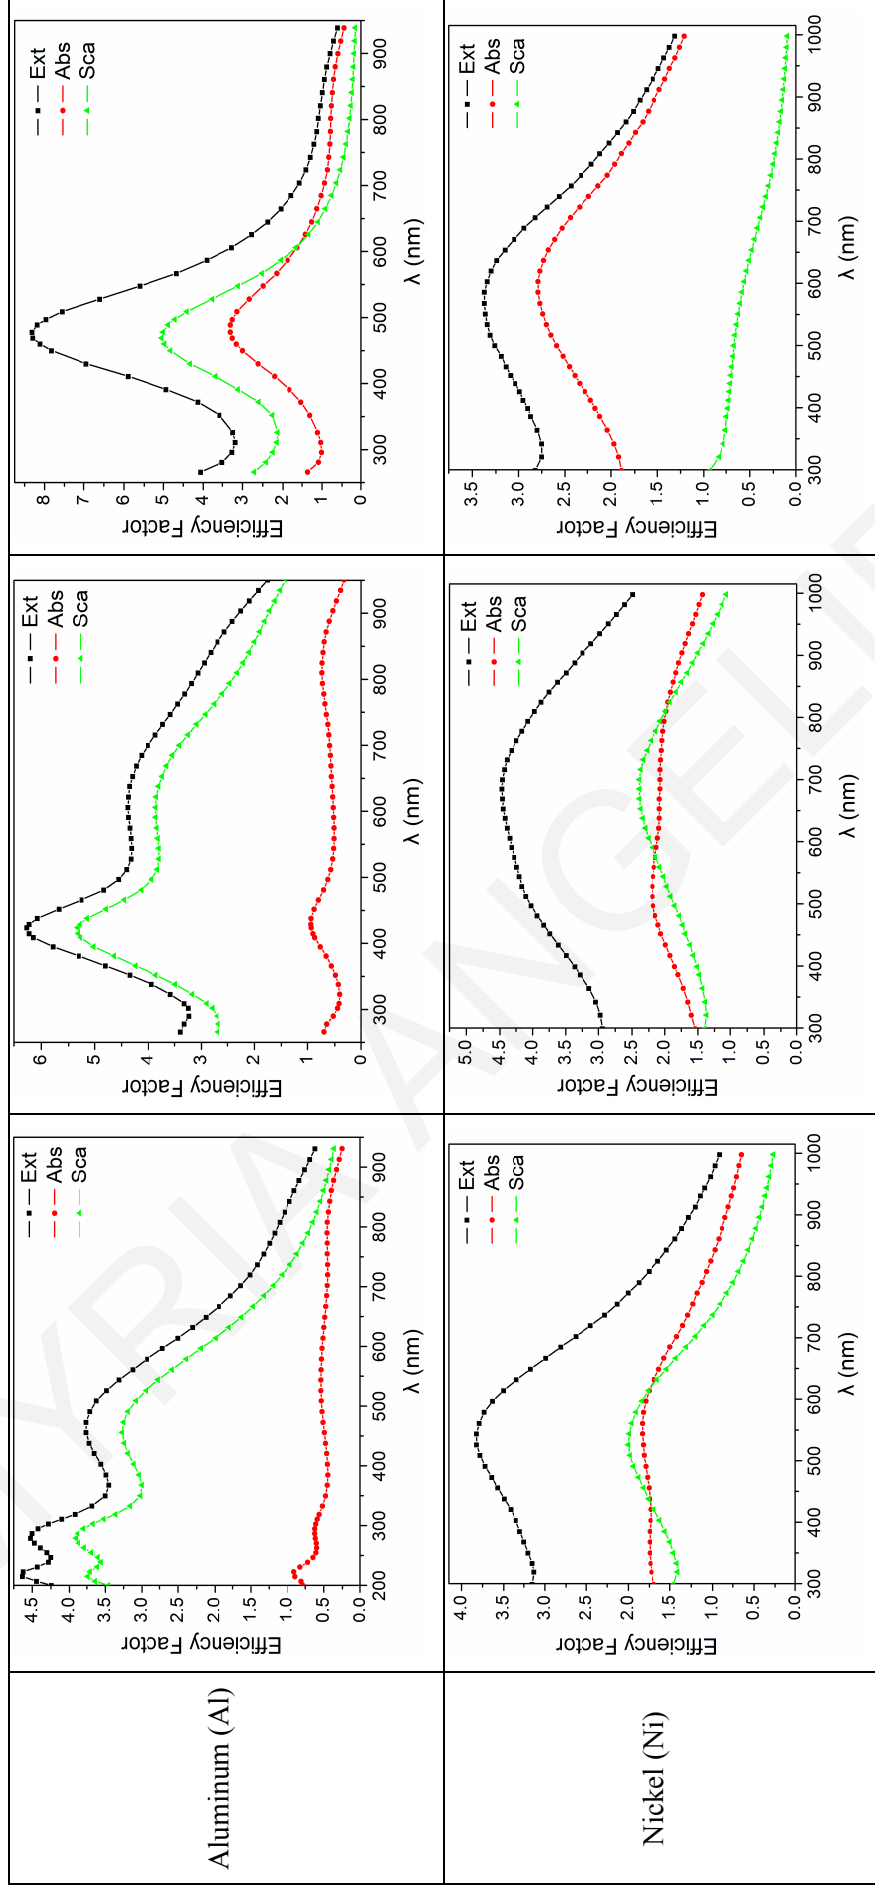 Aluminum (Al)
Efficiency Factor
4.5
4.0
3.5
3.0
2.5
2.0
1.5
1.0
0.5
0.0
Ext
Abs
Sca
200 300 400 500 600 700 800 900
λ (nm)
Efficiency Factor
6
5
4
3
2
1
0
Ext
Abs
Sca
300 400 500 600 700 800 900
λ (nm)
Efficiency Factor
8
7
6
5
4
3
2
1
0
Ext
Abs
Sca
300 400 500 600 700 800 900
λ (nm)
Nickel (Ni)
Efficiency Factor
4.0
3.5
3.0
2.5
2.0
1.5
1.0
0.5
0.0
Ext
Abs
Sca
300 400 500 600 700 800 900 1000
λ (nm)
Efficiency Factor
5.0
4.5
4.0
3.5
3.0
2.5
2.0
1.5
1.0
0.5
0.0
Ext
Abs
Sca
300 400 500 600 700 800 900 1000
λ (nm)
Efficiency Factor
3.5
3.0
2.5
2.0
1.5
1.0
0.5
0.0
Ext
Abs
Sca
300 400 500 600 700 800 900 1000
λ (nm)